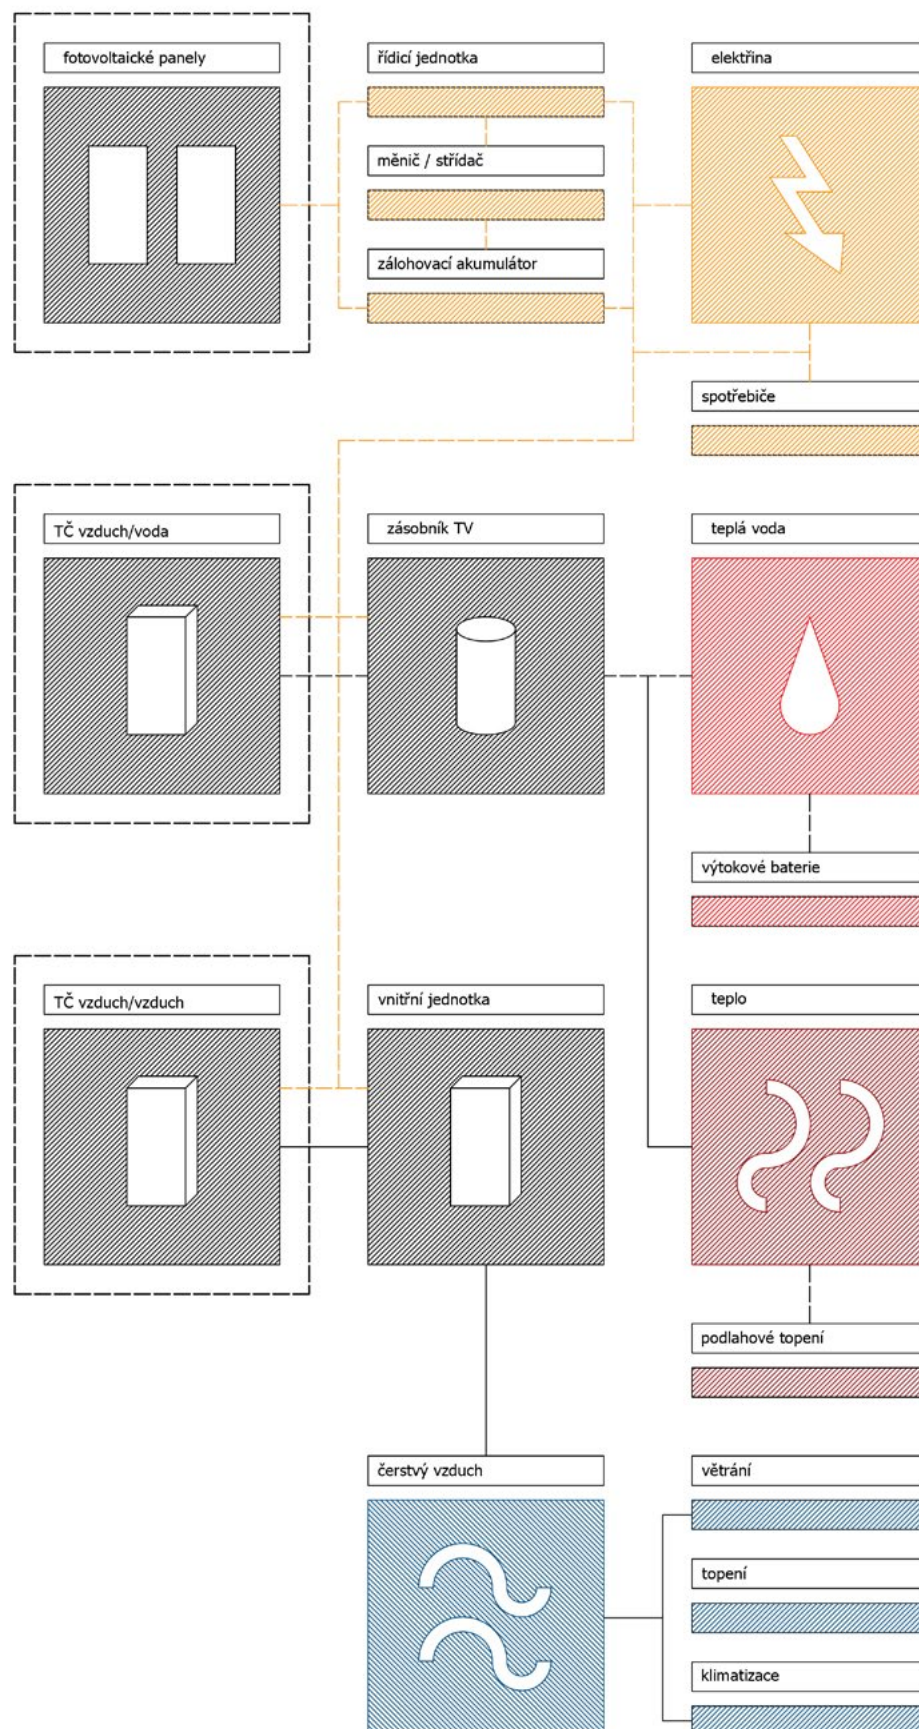 fotovoltaické panely
řídicí jednotka
elektřina
měnič / střídač
zálohovací akumulátor
spotřebiče
TČ vzduch/voda
zásobník TV
teplá voda
výtokové baterie
TČ vzduch/vzduch
vnitřní jednotka
teplo
podlahové topení
čerstvý vzduch
větrání
topení
klimatizace